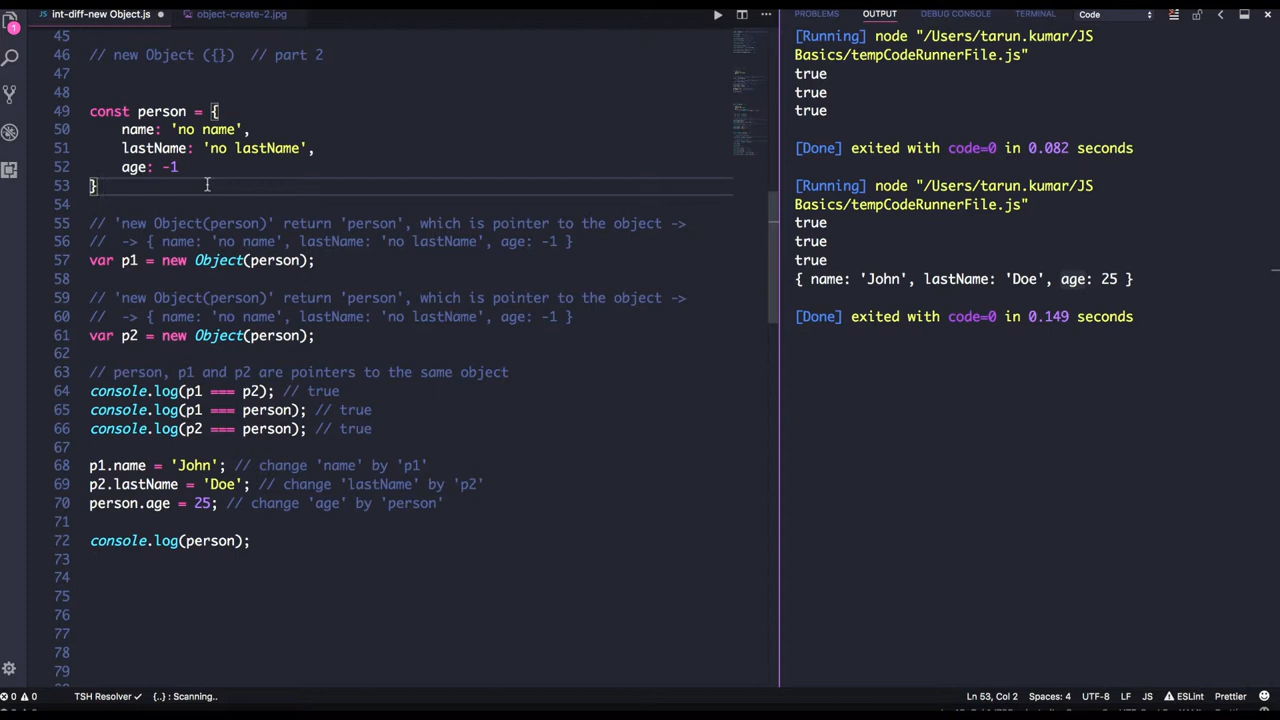 int-diff-new Object.js
object-create-2.jpg
PROBLEMS OUTPUT DEBUG CONSOLE TERMINAL Code
1
45
46 // new Object ({}) // part 2
47
48
49 const person = {
50 name: 'no name',
51 lastName: 'no lastName',
52 age: -1
53 }
54
55 // 'new Object(person)' return 'person', which is pointer to the object ->
56 // -> { name: 'no name', lastName: 'no lastName', age: -1 }
57 var p1 = new Object(person);
58
59 // 'new Object(person)' return 'person', which is pointer to the object ->
60 // -> { name: 'no name', lastName: 'no lastName', age: -1 }
61 var p2 = new Object(person);
62
63 // person, p1 and p2 are pointers to the same object
64 console.log(p1 === p2); // true
65 console.log(p1 === person); // true
66 console.log(p2 === person); // true
67
68 p1.name = 'John'; // change 'name' by 'p1'
69 p2.lastName = 'Doe'; // change 'lastName' by 'p2'
70 person.age = 25; // change 'age' by 'person'
71
72 console.log(person);
73
74
75
76
77
78
79
[Running] node "/Users/tarun.kumar/JS
Basics/tempCodeRunnerFile.js"
true
true
true
[Done] exited with code=0 in 0.082 seconds
[Running] node "/Users/tarun.kumar/JS
Basics/tempCodeRunnerFile.js"
true
true
true
{ name: 'John', lastName: 'Doe', age: 25 }
[Done] exited with code=0 in 0.149 seconds
0 0 TSH Resolver {..} : Scanning.. Ln 53, Col 2 Spaces: 4 UTF-8 LF JS ESLint Prettier